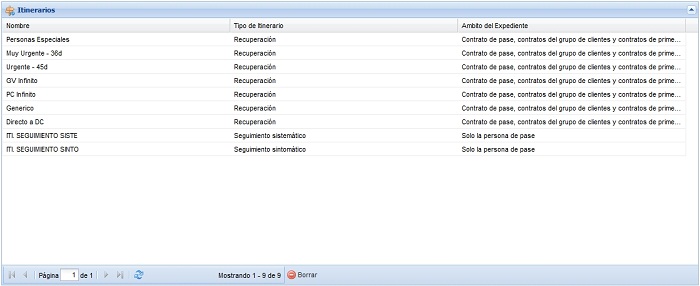 Itinerarios
Nombre Tipo de Itinerario Ambito del Expediente
Personas Especiales Recuperación Contrato de pase, contratos del grupo de clientes y contratos de prime...
Muy Urgente - 36d Recuperación Contrato de pase, contratos del grupo de clientes y contratos de prime...
Urgente - 45d Recuperación Contrato de pase, contratos del grupo de clientes y contratos de prime...
GV Infinito Recuperación Contrato de pase, contratos del grupo de clientes y contratos de prime...
PC Infinito Recuperación Contrato de pase, contratos del grupo de clientes y contratos de prime...
Generico Recuperación Contrato de pase, contratos del grupo de clientes y contratos de prime...
Directo a DC Recuperación Contrato de pase, contratos del grupo de clientes y contratos de prime...
ITI. SEGUIMIENTO SISTE Seguimiento sistemático Solo la persona de pase
ITI. SEGUIMIENTO SINTO Seguimiento sintomático Solo la persona de pase
Página 1 de 1 Mostrando 1 - 9 de 9 Borrar